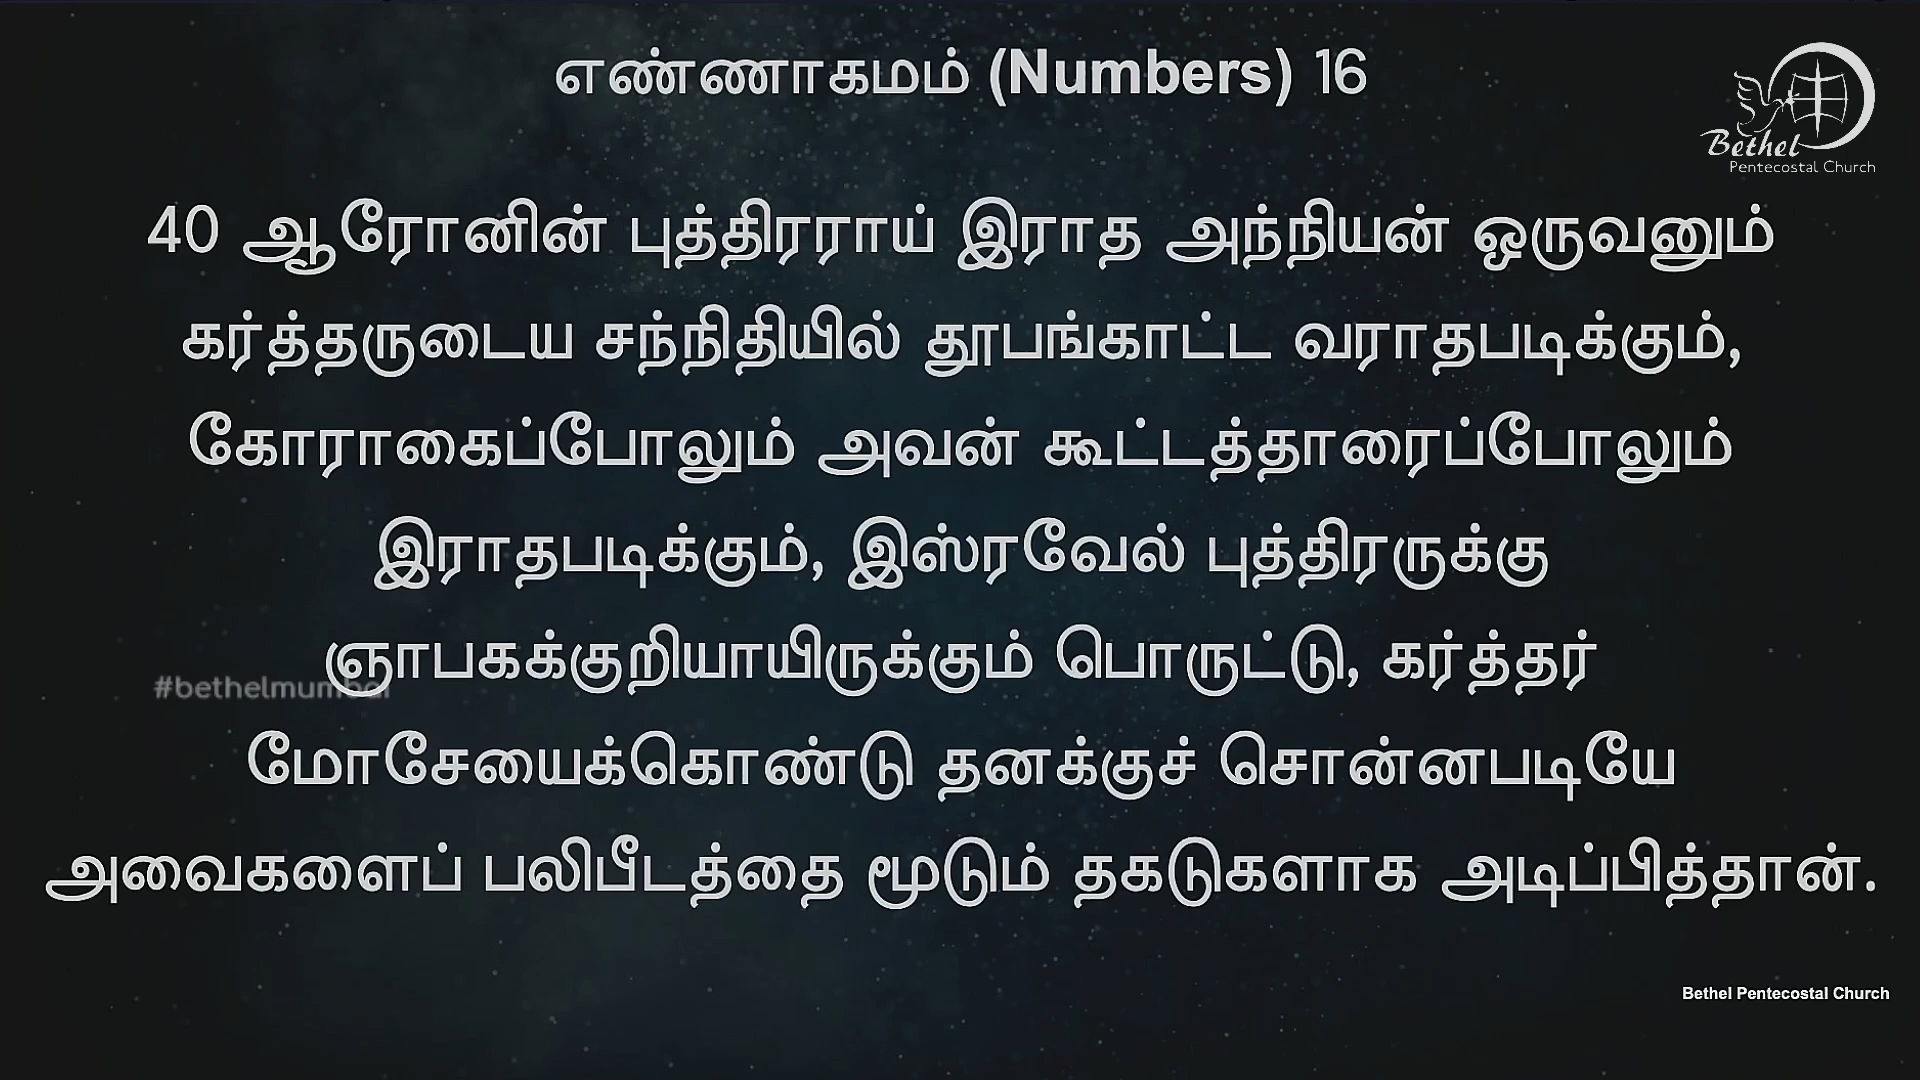 எண்ணாகமம் (Numbers) 16
Bethel
Pentecostal Church
40 ஆரோனின் புத்திரராய் இராத அந்நியன் ஒருவனும்
கர்த்தருடைய சந்நிதியில் தூபங்காட்ட வராதபடிக்கும்,
கோராகைப்போலும் அவன் கூட்டத்தாரைப்போலும்
இராதபடிக்கும், இஸ்ரவேல் புத்திரருக்கு
ஞாபகக்குறியாயிருக்கும் பொருட்டு, கர்த்தர்
#bethelmumbai
மோசேயைக்கொண்டு தனக்குச் சொன்னபடியே
அவைகளைப் பலிபீடத்தை மூடும் தகடுகளாக அடிப்பித்தான்.
Bethel Pentecostal Church